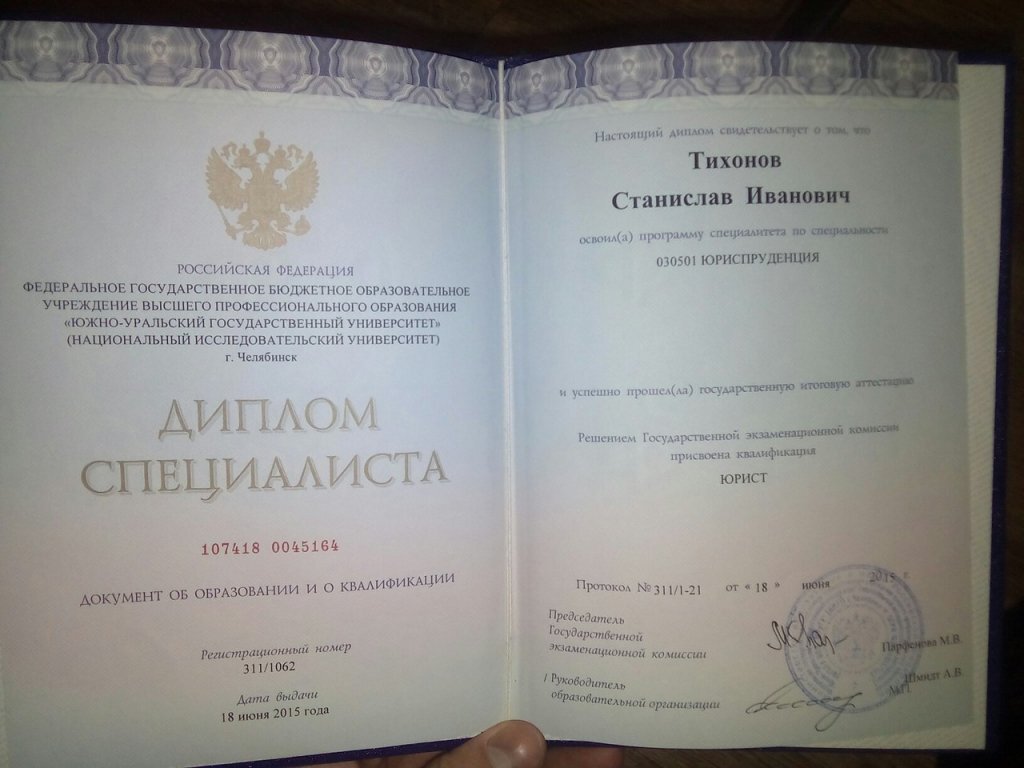 РОССИЙСКАЯ ФЕДЕРАЦИЯ
ФЕДЕРАЛЬНОЕ ГОСУДАРСТВЕННОЕ БЮДЖЕТНОЕ ОБРАЗОВАТЕЛЬНОЕ
УЧРЕЖДЕНИЕ ВЫСШЕГО ПРОФЕССИОНАЛЬНОГО ОБРАЗОВАНИЯ
«ЮЖНО-УРАЛЬСКИЙ ГОСУДАРСТВЕННЫЙ УНИВЕРСИТЕТ»
(НАЦИОНАЛЬНЫЙ ИССЛЕДОВАТЕЛЬСКИЙ УНИВЕРСИТЕТ)
г. Челябинск
ДИПЛОМ
СПЕЦИАЛИСТА
107418 0045164
ДОКУМЕНТ ОБ ОБРАЗОВАНИИ И О КВАЛИФИКАЦИИ
Регистрационный номер
311/1062
Дата выдачи
18 июня 2015 года
Настоящий диплом свидетельствует о том, что
Тихонов
Станислав Иванович
освоил(а) программу специалитета по специальности
030501 ЮРИСПРУДЕНЦИЯ
и успешно прошел(ла) государственную итоговую аттестацию
Решением Государственной экзаменационной комиссии
присвоена квалификация
ЮРИСТ
Протокол № 311/1-21 от « 18 » июня 2015 г.
Председатель
Государственной
экзаменационной комиссии
Парфенова М.В.
/ Руководитель
образовательной организации
Шмидт А.В.
М.П.